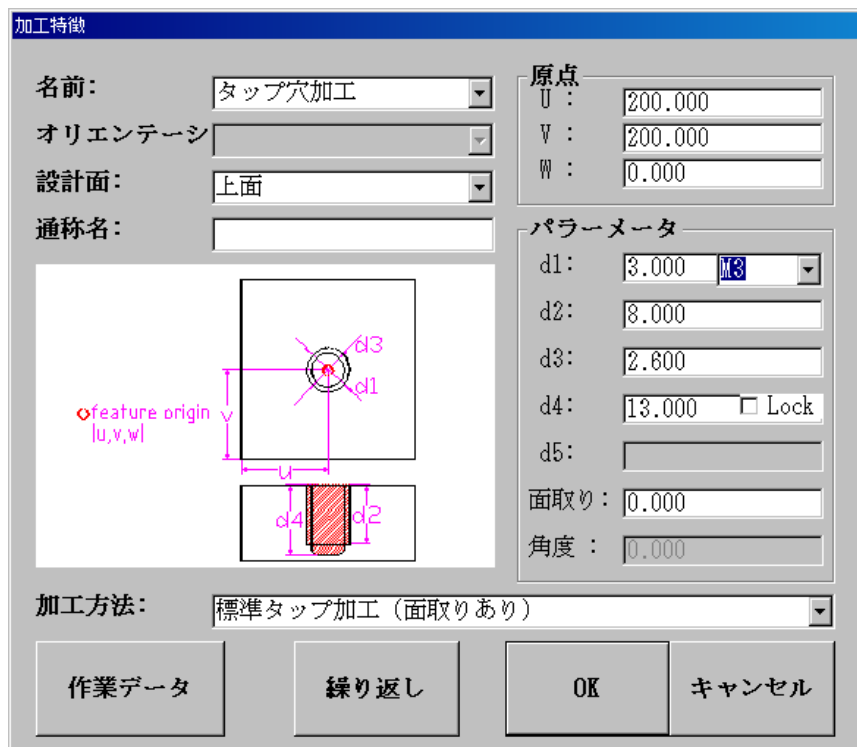 加工特徴
名前:
タップ穴加工
オリエンテーシ
設計面:
上面
通称名:
原点
U :
200.000
V :
200.000
W :
0.000
パラーメータ
d1:
3.000 M3
d2:
8.000
d3:
2.600
d4:
13.000 Lock
d5:
面取り:
0.000
角度 :
0.000
d3
d1
feature origin
|u,v,w|
v
u
d4
d2
加工方法:
標準タップ加工(面取りあり)
作業データ
繰り返し
OK
キャンセル